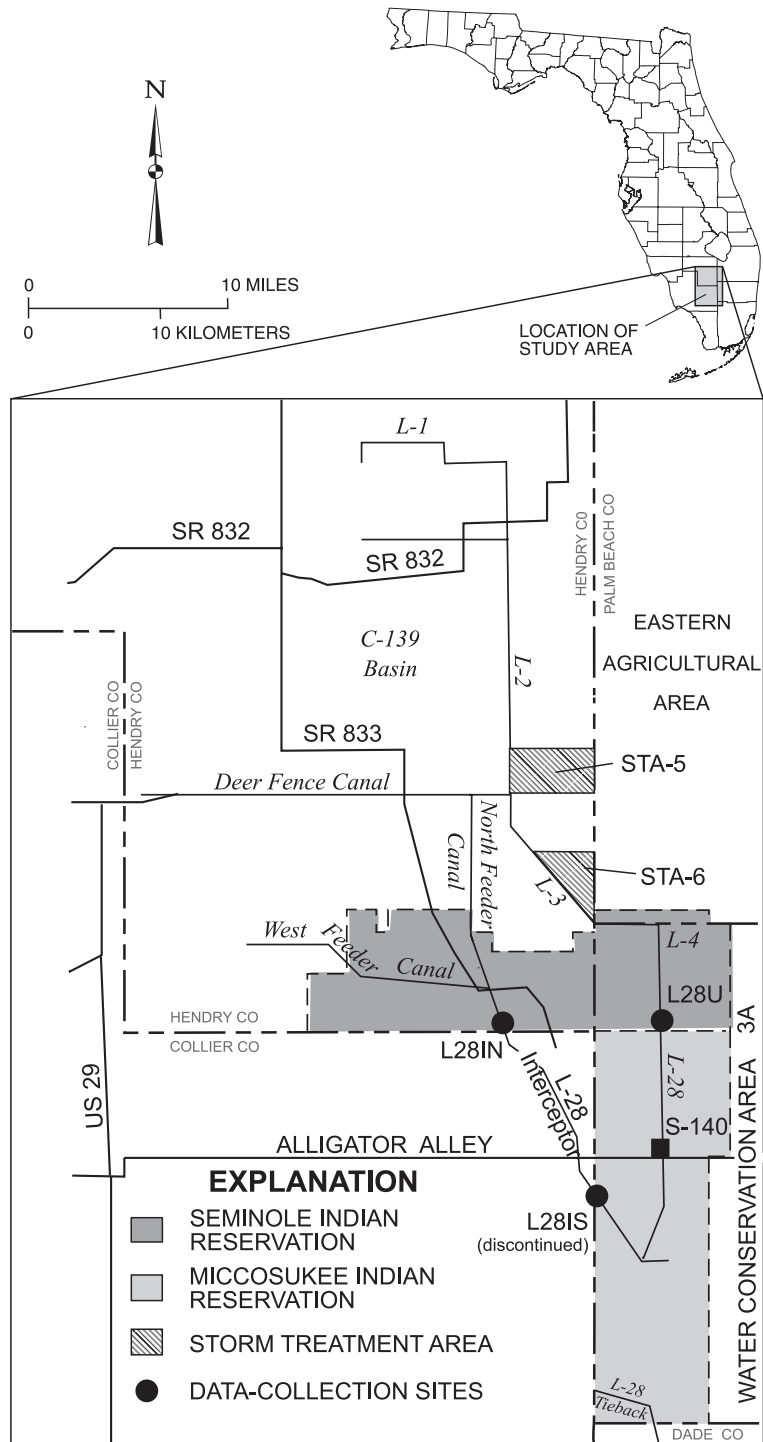 N
0
10 MILES
0
10 KILOMETERS
LOCATION OF
STUDY AREA
L-1
SR 832
SR 832
HENDRY C0
PALM BEACH CO
C-139
Basin
L-2
EASTERN
AGRICULTURAL
AREA
COLLIER CO
HENDRY CO
SR 833
STA-5
Deer Fence Canal
North Feeder
Canal
STA-6
L-3
West
Feeder
Canal
L-4
L28U
HENDRY CO
COLLIER CO
L28IN
L-28
Interceptor
L-28
S-140
US 29
ALLIGATOR ALLEY
WATER CONSERVATION AREA 3A
L28IS
(discontinued)
EXPLANATION
SEMINOLE INDIAN
RESERVATION
MICCOSUKEE INDIAN
RESERVATION
STORM TREATMENT AREA
DATA-COLLECTION SITES
L-28
Tieback
DADE CO